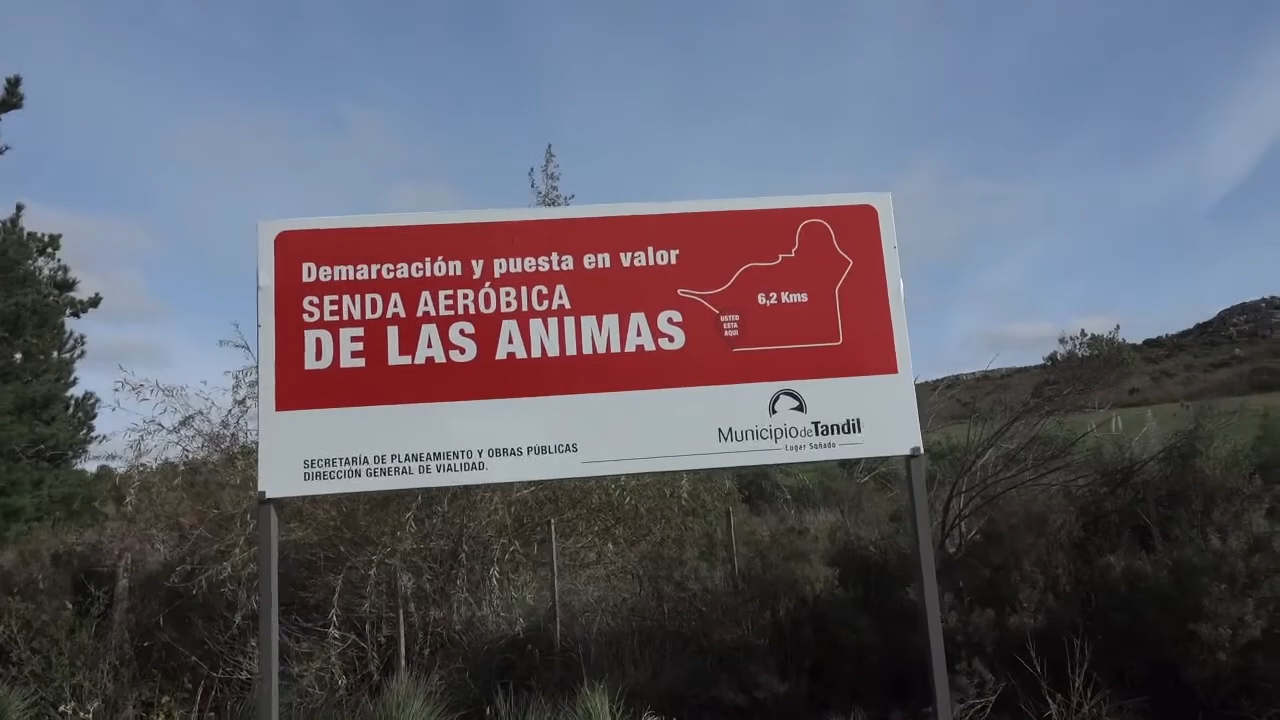 Demarcación y puesta en valor
SENDA AERÓBICA
DE LAS ANIMAS
6,2 Kms
USTED
ESTA
AQUI
Municipio de Tandil
Lugar Soñado
SECRETARÍA DE PLANEAMIENTO Y OBRAS PÚBLICAS
DIRECCIÓN GENERAL DE VIALIDAD.